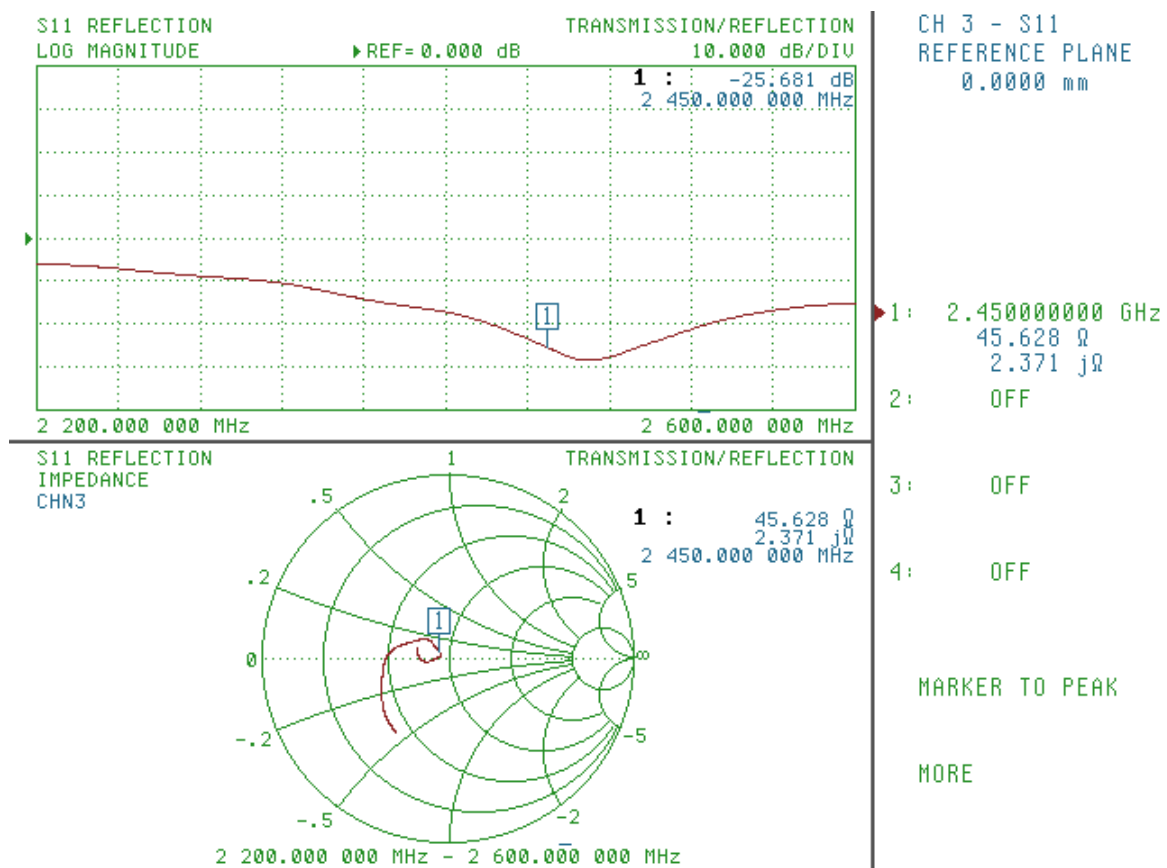 S11 REFLECTION TRANSMISSION/REFLECTION
LOG MAGNITUDE ▶REF= 0.000 dB 10.000 dB/DIV
1 : -25.681 dB
2 450.000 000 MHz
1
2 200.000 000 MHz 2 600.000 000 MHz
S11 REFLECTION TRANSMISSION/REFLECTION
IMPEDANCE
CHN3
1 : 45.628 Ω
2.371 jΩ
2 450.000 000 MHz
1
.5
2
.2
5
1
0
∞
-.2
-5
-.5
-2
2 200.000 000 MHz - 2 600.000 000 MHz
CH 3 - S11
REFERENCE PLANE
0.0000 mm
1: 2.450000000 GHz
45.628 Ω
2.371 jΩ
2: OFF
3: OFF
4: OFF
MARKER TO PEAK
MORE